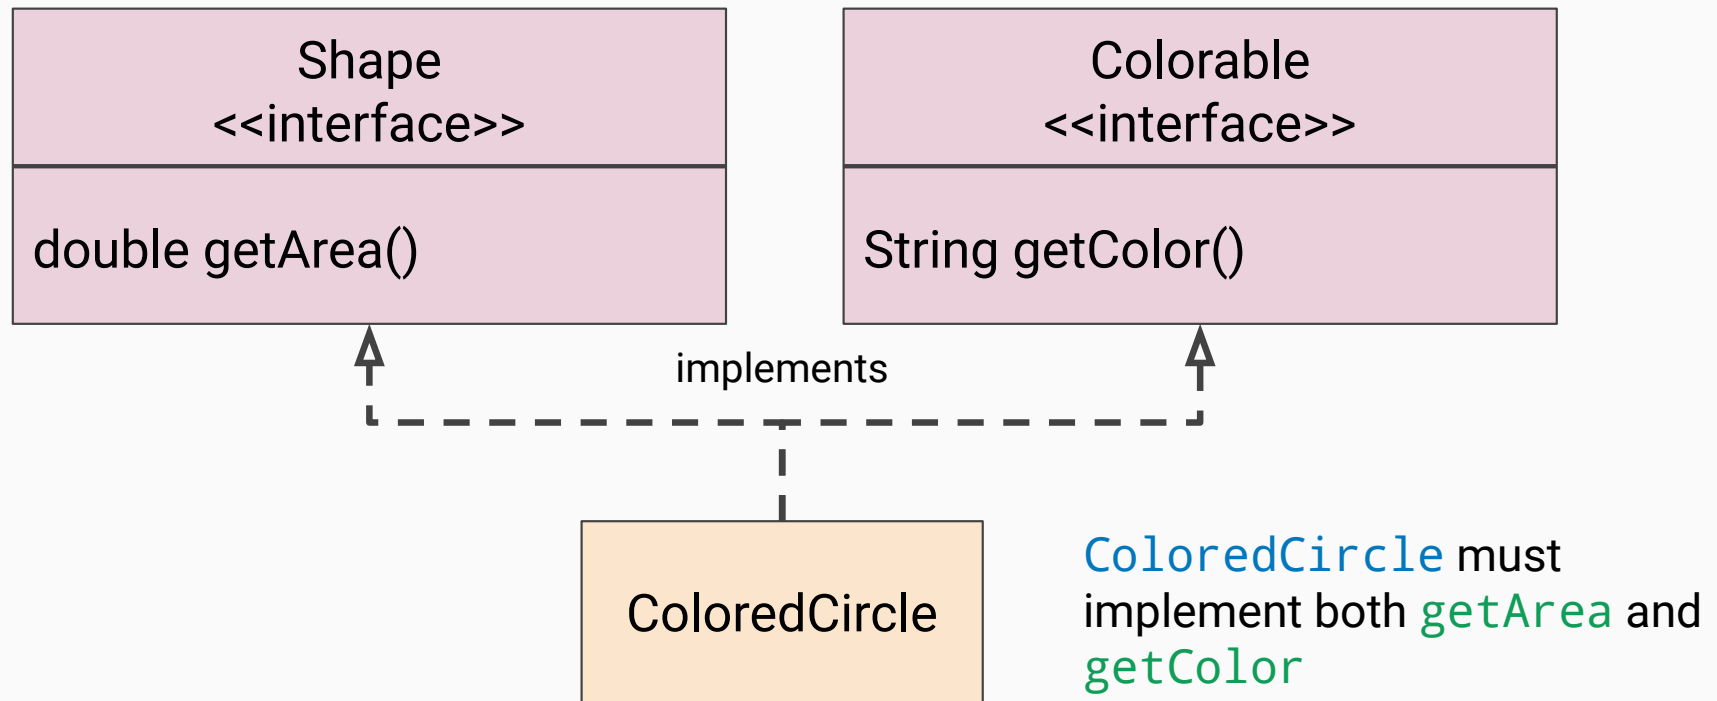 Shape
<<interface>>
double getArea()
Colorable
<<interface>>
String getColor()
implements
ColoredCircle
ColoredCircle must
implement both getArea and
getColor